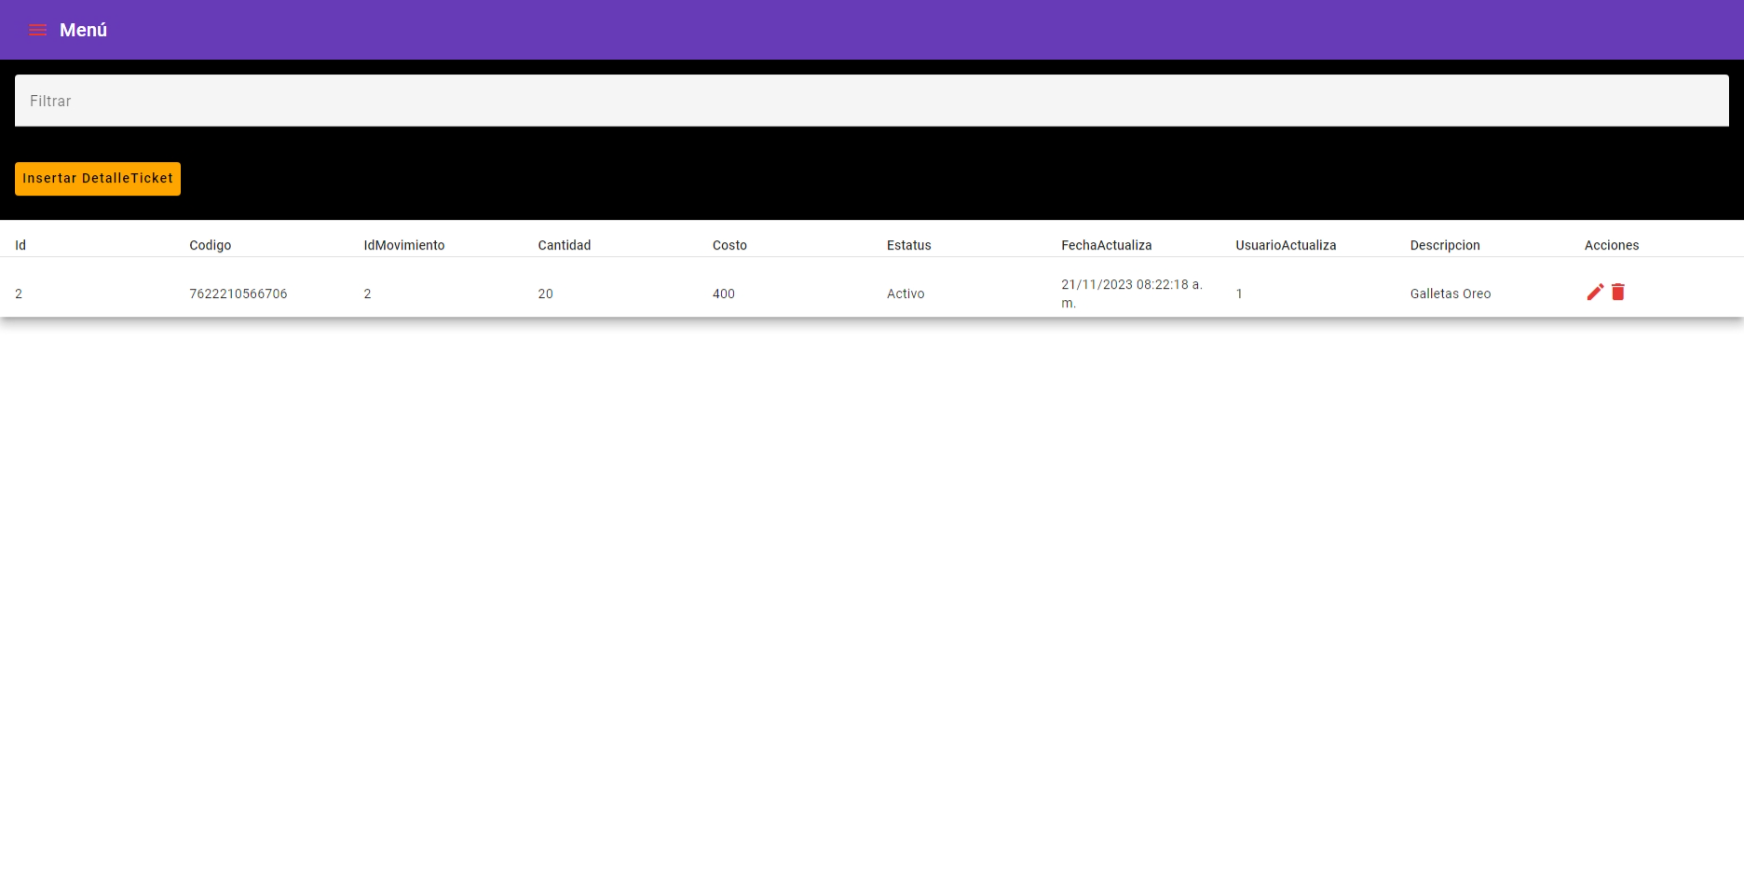 Menú
Filtrar
Insertar DetalleTicket
Id Codigo IdMovimiento Cantidad Costo Estatus FechaActualiza UsuarioActualiza Descripcion Acciones
2 7622210566706 2 20 400 Activo 21/11/2023 08:22:18 a. 1 Galletas Oreo
m.